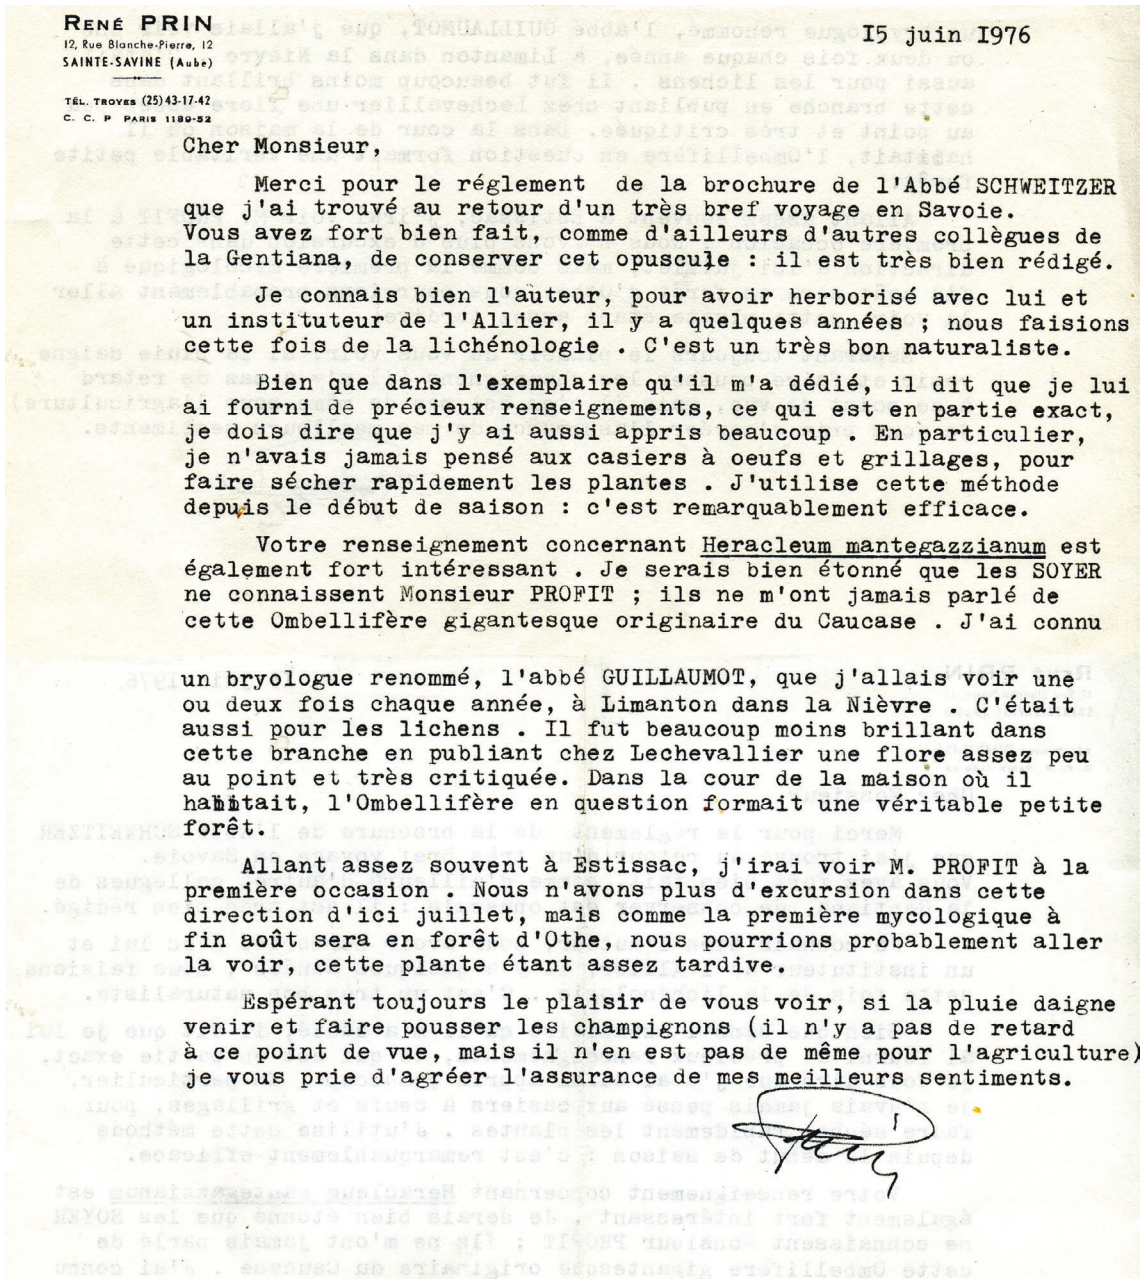 RENÉ PRIN
12, Rue Blanche-Pierre, 12
SAINTE-SAVINE (Aube)
TÉL. TROYES (25) 43-17-42
C. C. P PARIS 1189-52
I5 juin I976
Cher Monsieur,
Merci pour le réglement de la brochure de l'Abbé SCHWEITZER
que j'ai trouvé au retour d'un très bref voyage en Savoie.
Vous avez fort bien fait, comme d'ailleurs d'autres collègues de
la Gentiana, de conserver cet opuscule : il est très bien rédigé.
Je connais bien l'auteur, pour avoir herborisé avec lui et
un instituteur de l'Allier, il y a quelques années ; nous faisions
cette fois de la lichénologie . C'est un très bon naturaliste.
Bien que dans l'exemplaire qu'il m'a dédié, il dit que je lui
ai fourni de précieux renseignements, ce qui est en partie exact,
je dois dire que j'y ai aussi appris beaucoup . En particulier,
je n'avais jamais pensé aux casiers à oeufs et grillages, pour
faire sécher rapidement les plantes . J'utilise cette méthode
depuis le début de saison : c'est remarquablement efficace.
Votre renseignement concernant Heracleum mantegazzianum est
également fort intéressant . Je serais bien étonné que les SOYER
ne connaissent Monsieur PROFIT ; ils ne m'ont jamais parlé de
cette Ombellifère gigantesque originaire du Caucase . J'ai connu
un bryologue renommé, l'abbé GUILLAUMOT, que j'allais voir une
ou deux fois chaque année, à Limanton dans la Nièvre . C'était
aussi pour les lichens . Il fut beaucoup moins brillant dans
cette branche en publiant chez Lechevallier une flore assez peu
au point et très critiquée. Dans la cour de la maison où il
habitait, l'Ombellifère en question formait une véritable petite
forêt.
Allant assez souvent à Estissac, j'irai voir M. PROFIT à la
première occasion . Nous n'avons plus d'excursion dans cette
direction d'ici juillet, mais comme la première mycologique à
fin août sera en forêt d'Othe, nous pourrions probablement aller
la voir, cette plante étant assez tardive.
Espérant toujours le plaisir de vous voir, si la pluie daigne
venir et faire pousser les champignons (il n'y a pas de retard
à ce point de vue, mais il n'en est pas de même pour l'agriculture)
je vous prie d'agréer l'assurance de mes meilleurs sentiments.